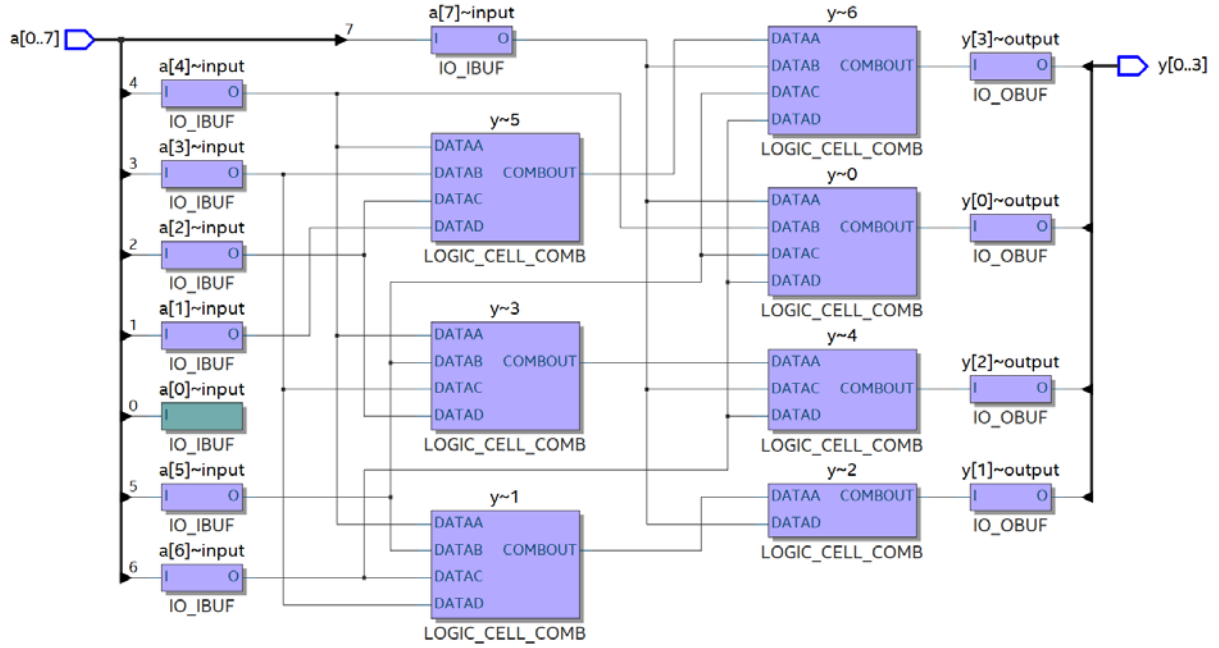 a[0..7]
7
a[7]~input
I O
IO_IBUF
a[4]~input
4
I O
IO_IBUF
a[3]~input
3
I O
IO_IBUF
a[2]~input
2
I O
IO_IBUF
a[1]~input
1
I O
IO_IBUF
a[0]~input
0
I
IO_IBUF
a[5]~input
5
I O
IO_IBUF
a[6]~input
6
I O
IO_IBUF
y~5
DATAA
DATAB COMBOUT
DATAC
DATAD
LOGIC_CELL_COMB
y~3
DATAA
DATAB COMBOUT
DATAC
DATAD
LOGIC_CELL_COMB
y~1
DATAA
DATAB COMBOUT
DATAC
DATAD
LOGIC_CELL_COMB
y~6
DATAA
DATAB COMBOUT
DATAC
DATAD
LOGIC_CELL_COMB
y~0
DATAA
DATAB COMBOUT
DATAC
DATAD
LOGIC_CELL_COMB
y~4
DATAA
DATAC COMBOUT
DATAD
LOGIC_CELL_COMB
y~2
DATAA COMBOUT
DATAD
LOGIC_CELL_COMB
y[3]~output
I O
IO_OBUF
y[0]~output
I O
IO_OBUF
y[2]~output
I O
IO_OBUF
y[1]~output
I O
IO_OBUF
y[0..3]